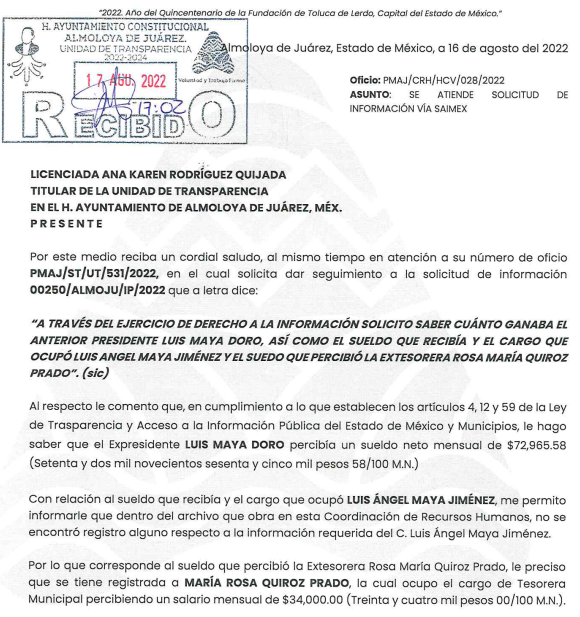 "2022. Año del Quincentenario de la Fundación de Toluca de Lerdo, Capital del Estado de México."
H. AYUNTAMIENTO CONSTITUCIONAL
ALMOLOYA DE JUÁREZ.
UNIDAD DE TRANSPARENCIA
2022-2024
17 AGO. 2022
Voluntad y Trabajo Firme
17:02
RECIBIDO
Almoloya de Juárez, Estado de México, a 16 de agosto del 2022
Oficio: PMAJ/CRH/HCV/028/2022
ASUNTO: SE ATIENDE SOLICITUD DE
INFORMACIÓN VÍA SAIMEX
LICENCIADA ANA KAREN RODRÍGUEZ QUIJADA
TITULAR DE LA UNIDAD DE TRANSPARENCIA
EN EL H. AYUNTAMIENTO DE ALMOLOYA DE JUÁREZ, MÉX.
P R E S E N T E
Por este medio reciba un cordial saludo, al mismo tiempo en atención a su número de oficio
PMAJ/ST/UT/531/2022, en el cual solicita dar seguimiento a la solicitud de información
00250/ALMOJU/IP/2022 que a letra dice:
"A TRAVÉS DEL EJERCICIO DE DERECHO A LA INFORMACIÓN SOLICITO SABER CUÁNTO GANABA EL
ANTERIOR PRESIDENTE LUIS MAYA DORO, ASÍ COMO EL SUELDO QUE RECIBÍA Y EL CARGO QUE
OCUPÓ LUIS ANGEL MAYA JIMÉNEZ Y EL SUEDO QUE PERCIBIÓ LA EXTESORERA ROSA MARÍA QUIROZ
PRADO". (sic)
Al respecto le comento que, en cumplimiento a lo que establecen los artículos 4, 12 y 59 de la Ley
de Trasparencia y Acceso a la Información Pública del Estado de México y Municipios, le hago
saber que el Expresidente LUIS MAYA DORO percibía un sueldo neto mensual de $72,965.58
(Setenta y dos mil novecientos sesenta y cinco mil pesos 58/100 M.N.)
Con relación al sueldo que recibía y el cargo que ocupó LUIS ÁNGEL MAYA JIMÉNEZ, me permito
informarle que dentro del archivo que obra en esta Coordinación de Recursos Humanos, no se
encontró registro alguno respecto a la información requerida del C. Luis Ángel Maya Jiménez.
Por lo que corresponde al sueldo que percibió la Extesorera Rosa María Quiroz Prado, le preciso
que se tiene registrada a MARÍA ROSA QUIROZ PRADO, la cual ocupo el cargo de Tesorera
Municipal percibiendo un salario mensual de $34,000.00 (Treinta y cuatro mil pesos 00/100 M.N.).